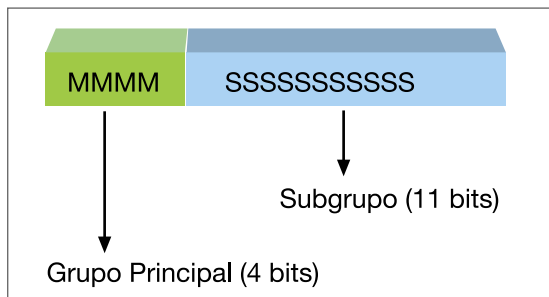 MMMM SSSSSSSSSSS
Subgrupo (11 bits)
Grupo Principal (4 bits)